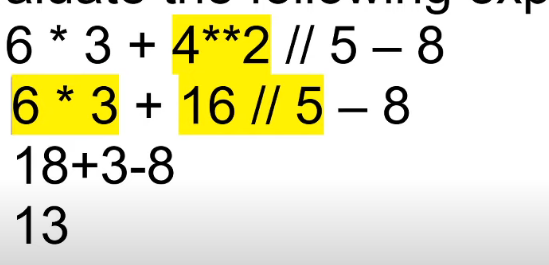 6 * 3 + 4**2 // 5 – 8
6 * 3 + 16 // 5 – 8
18+3-8
13